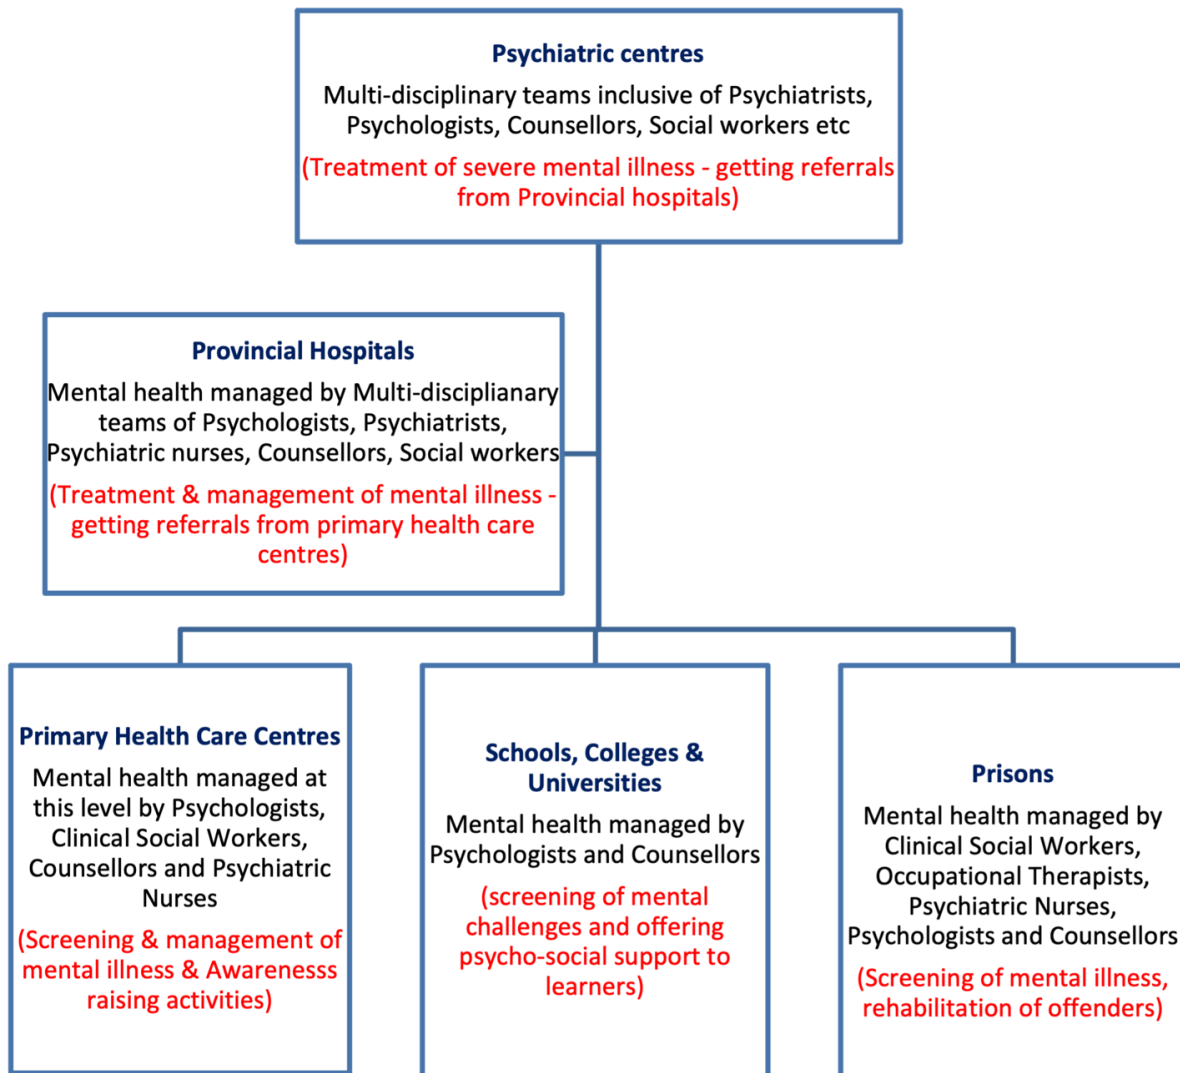 Psychiatric centres
Multi-disciplinary teams inclusive of Psychiatrists,
Psychologists, Counsellors, Social workers etc
(Treatment of severe mental illness - getting referrals
from Provincial hospitals)
Provincial Hospitals
Mental health managed by Multi-disciplianary
teams of Psychologists, Psychiatrists,
Psychiatric nurses, Counsellors, Social workers
(Treatment & management of mental illness -
getting referrals from primary health care
centres)
Primary Health Care Centres
Mental health managed at
this level by Psychologists,
Clinical Social Workers,
Counsellors and Psychiatric
Nurses
(Screening & management of
mental illness & Awarenesss
raising activities)
Schools, Colleges &
Universities
Mental health managed by
Psychologists and Counsellors
(screening of mental
challenges and offering
psycho-social support to
learners)
Prisons
Mental health managed by
Clinical Social Workers,
Occupational Therapists,
Psychiatric Nurses,
Psychologists and Counsellors
(Screening of mental illness,
rehabilitation of offenders)